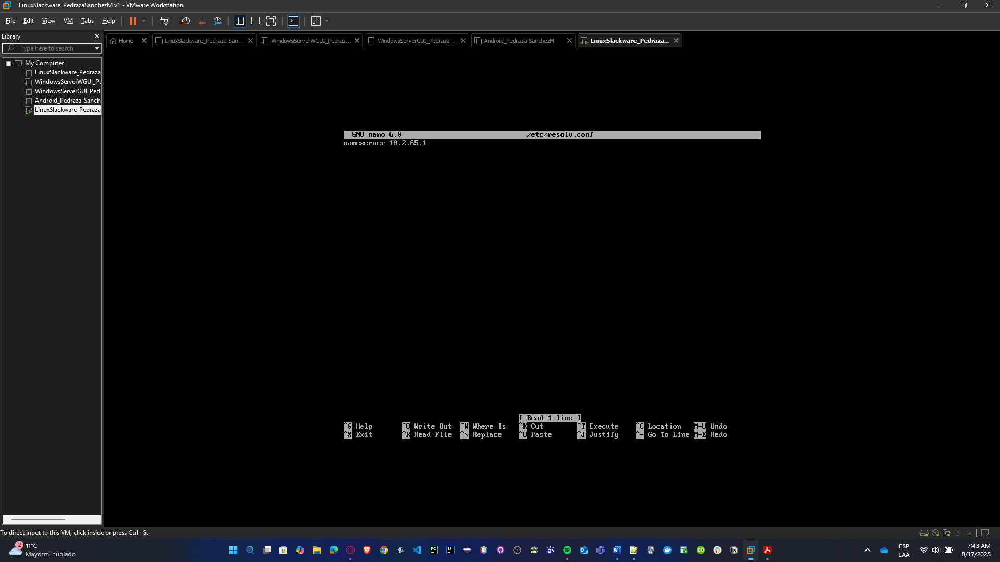 LinuxSlackware_PedrazaSanchezM v1 - VMware Workstation
File Edit View VM Tabs Help
Library
Home
LinuxSlackware_Pedraza-San...
WindowsServerWGUI_Pedraz...
WindowsServerGUI_Pedraza-...
Android_Pedraza-SanchezM
LinuxSlackware_Pedraza...
Type here to search
My Computer
LinuxSlackware_Pedraza
WindowsServerWGUI_Pe
WindowsServerGUI_Ped
Android_Pedraza-Sanch
LinuxSlackware_Pedraza
GNU nano 6.0 /etc/resolv.conf
nameserver 10.2.65.1
[ Read 1 line ]
^G Help ^O Write Out ^W Where Is ^K Cut ^T Execute ^C Location M-U Undo
^X Exit ^R Read File ^\ Replace ^U Paste ^J Justify ^- Go To Line M-E Redo
To direct input to this VM, click inside or press Ctrl+G.
2
11°C
Mayorm. nublado
PC
IJ
ESP
LAA
7:43 AM
8/17/2025